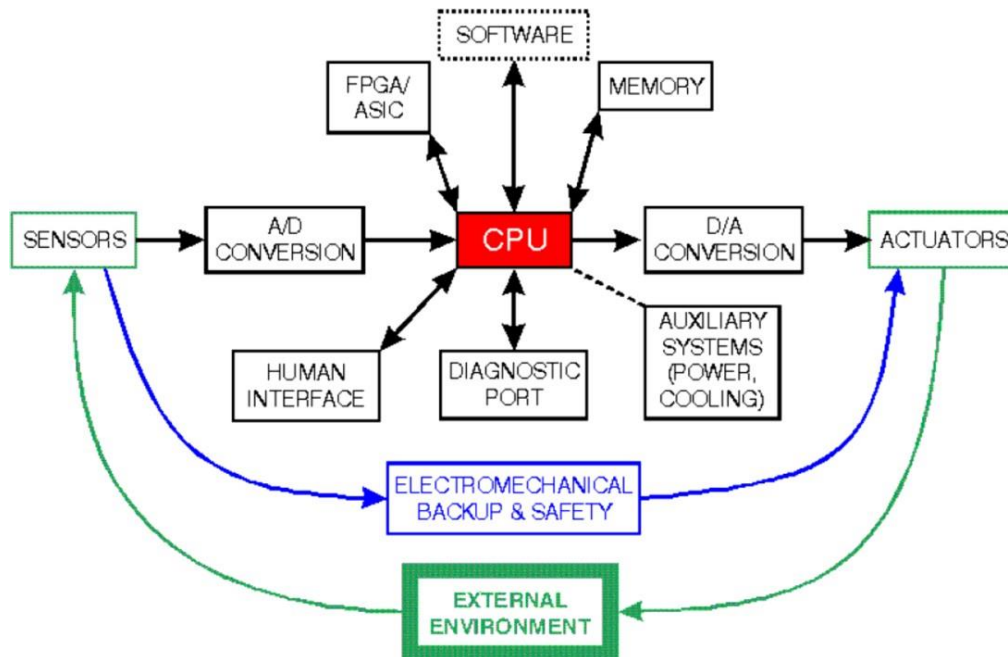 SOFTWARE
FPGA/
ASIC
MEMORY
SENSORS
A/D
CONVERSION
CPU
D/A
CONVERSION
ACTUATORS
HUMAN
INTERFACE
DIAGNOSTIC
PORT
AUXILIARY
SYSTEMS
(POWER,
COOLING)
ELECTROMECHANICAL
BACKUP & SAFETY
EXTERNAL
ENVIRONMENT